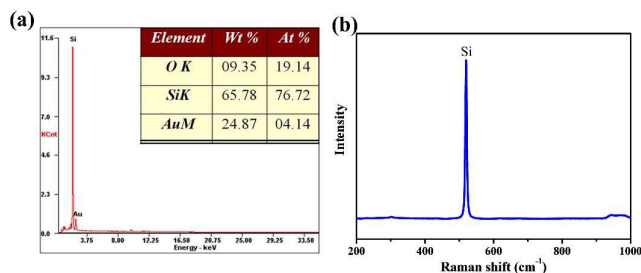 (a)
11.6
9.3
7.0
KCnt
4.6
2.3
0.0
Si
Au
3.75 8.00 12.25 16.50 20.75 25.00 29.25 33.50
Energy - keV
Element Wt % At %
O K 09.35 19.14
SiK 65.78 76.72
AuM 24.87 04.14
(b)
Si
Intensity
200 400 600 800 1000
Raman shift (cm⁻¹)